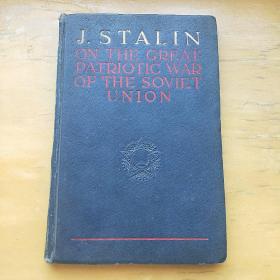 J. STALIN
ON THE GREAT
PATRIOTIC WAR
OF THE SOVIET
UNION